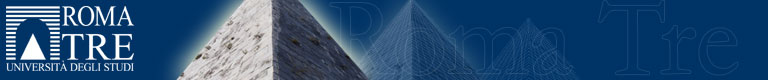 ROMA
TRE
UNIVERSITÀ DEGLI STUDI
Roma Tre